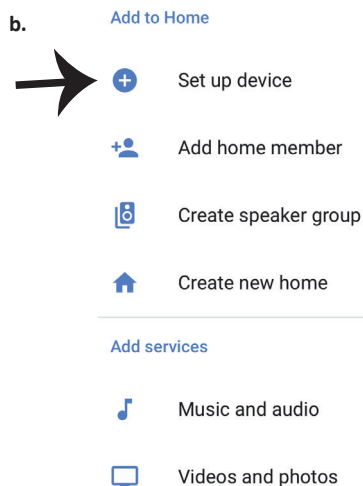 b.
Add to Home
Set up device
Add home member
Create speaker group
Create new home
Add services
Music and audio
Videos and photos